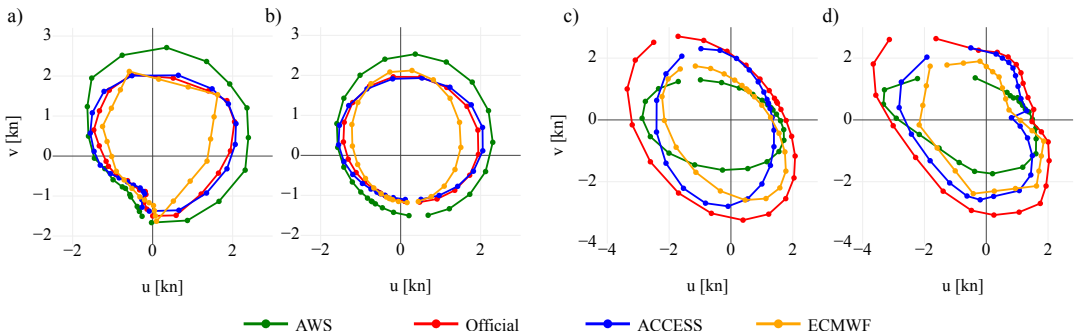 a) b) c) d)
3 3
2 2 2 2
v [kn] 1 1 v [kn]
0 0 0 0
−1 −1 −2 −2
−2 −2 −4 −4
−2 0 2 −2 0 2 −2 0 2 −2 0 2
u [kn] u [kn] u [kn] u [kn]
AWS Official ACCESS ECMWF